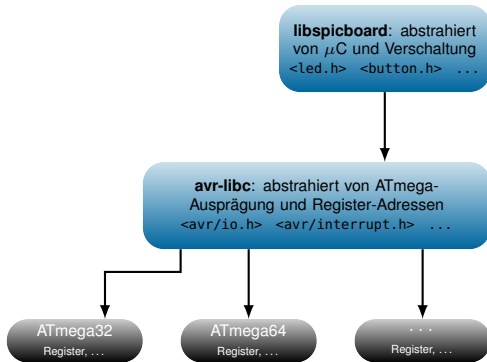 libspicboard: abstrahiert
von μC und Verschaltung
<led.h> <button.h> ...
avr-libc: abstrahiert von ATmega-
Ausprägung und Register-Adressen
<avr/io.h> <avr/interrupt.h> ...
ATmega32
Register, ...
ATmega64
Register, ...
...
Register, ...